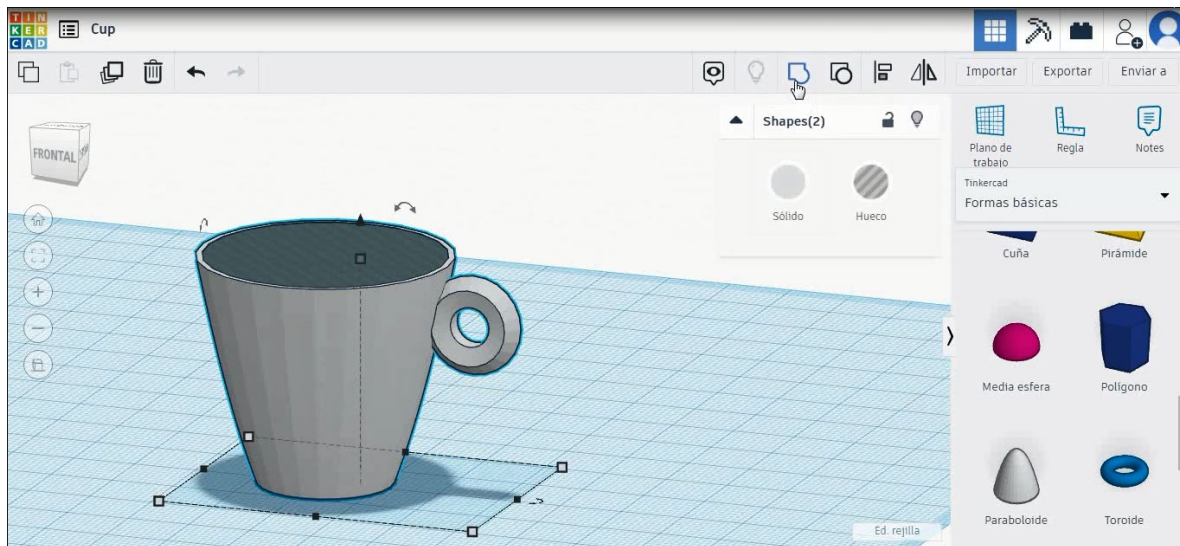 TIN
KER
CAD
Cup
Importar
Exportar
Enviar a
Shapes(2)
Sólido
Hueco
FRONTAL
Plano de
trabajo
Regla
Notes
Tinkercad
Formas básicas
Cuña
Pirámide
Media esfera
Polígono
Paraboloide
Toroide
Ed. rejilla